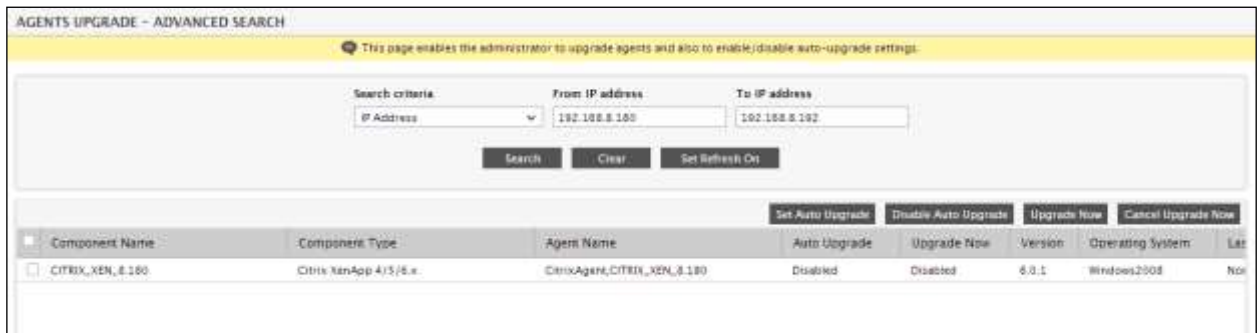 AGENTS UPGRADE - ADVANCED SEARCH
This page enables the administrator to upgrade agents and also to enable/disable auto-upgrade settings.
Search criteria From IP address To IP address
IP Address 192.168.8.180 192.168.8.192
Search Clear Set Refresh On
Set Auto Upgrade Disable Auto Upgrade Upgrade Now Cancel Upgrade Now
Component Name Component Type Agent Name Auto Upgrade Upgrade Now Version Operating System Las
CITRIX_XEN_8.180 Citrix XenApp 4/5/6.x CitrixAgent,CITRIX_XEN_8.180 Disabled Disabled 6.0.1 Windows2008 Non